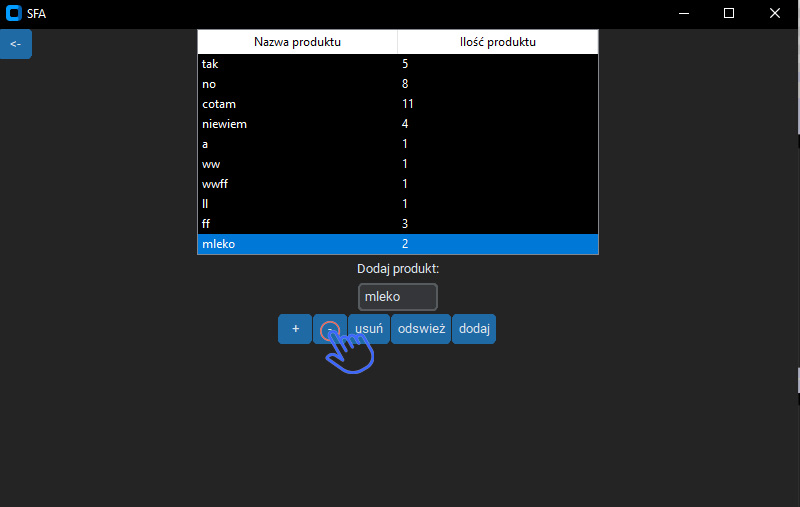 SFA
<-
Nazwa produktu Ilość produktu
tak 5
no 8
cotam 11
niewiem 4
a 1
ww 1
wwff 1
ll 1
ff 3
mleko 2
Dodaj produkt:
mleko
+ - usuń odswież dodaj